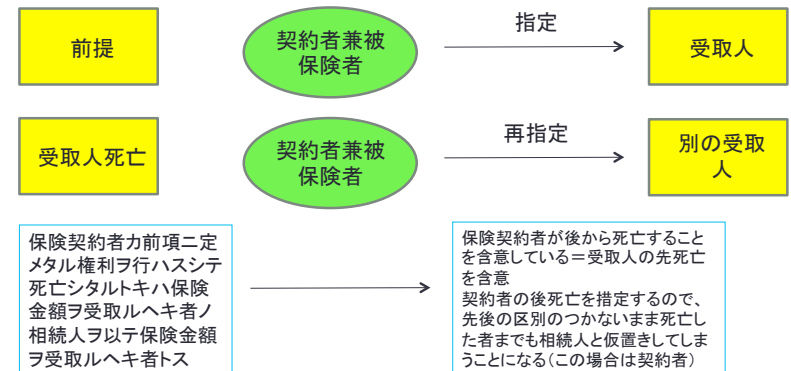 前提
契約者兼被
保険者
指定
受取人
受取人死亡
契約者兼被
保険者
再指定
別の受取
人
保険契約者カ前項ニ定
メタル権利ヲ行ハスシテ
死亡シタルトキハ保険
金額ヲ受取ルヘキ者ノ
相続人ヲ以テ保険金額
ヲ受取ルヘキ者トス
保険契約者が後から死亡すること
を含意している＝受取人の先死亡
を含意
契約者の後死亡を措定するので、
先後の区別のつかないまま死亡し
た者までも相続人と仮置きしてしま
うことになる（この場合は契約者）